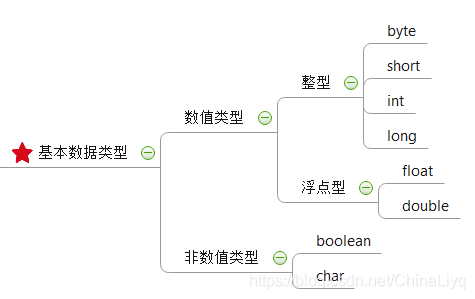 byte
short
整型
int
数值类型
long
基本数据类型
float
浮点型
double
boolean
非数值类型
char
https://blog.csdn.net/ChinaLiyq